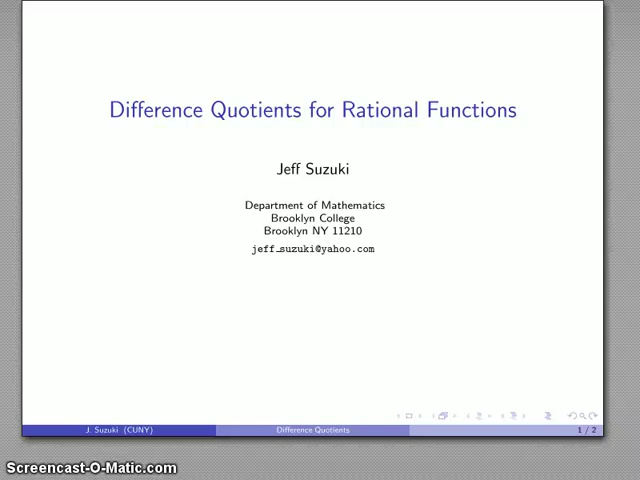 Difference Quotients for Rational Functions
Jeff Suzuki
Department of Mathematics
Brooklyn College
Brooklyn NY 11210
jeff_suzuki@yahoo.com
J. Suzuki (CUNY)
Difference Quotients
1 / 2
Screencast-O-Matic.com